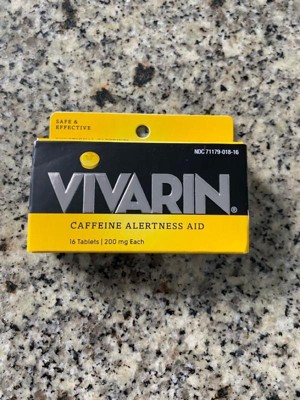 SAFE &
EFFECTIVE
NDC 71179-018-16
VIVARIN®
CAFFEINE ALERTNESS AID
16 Tablets | 200 mg Each